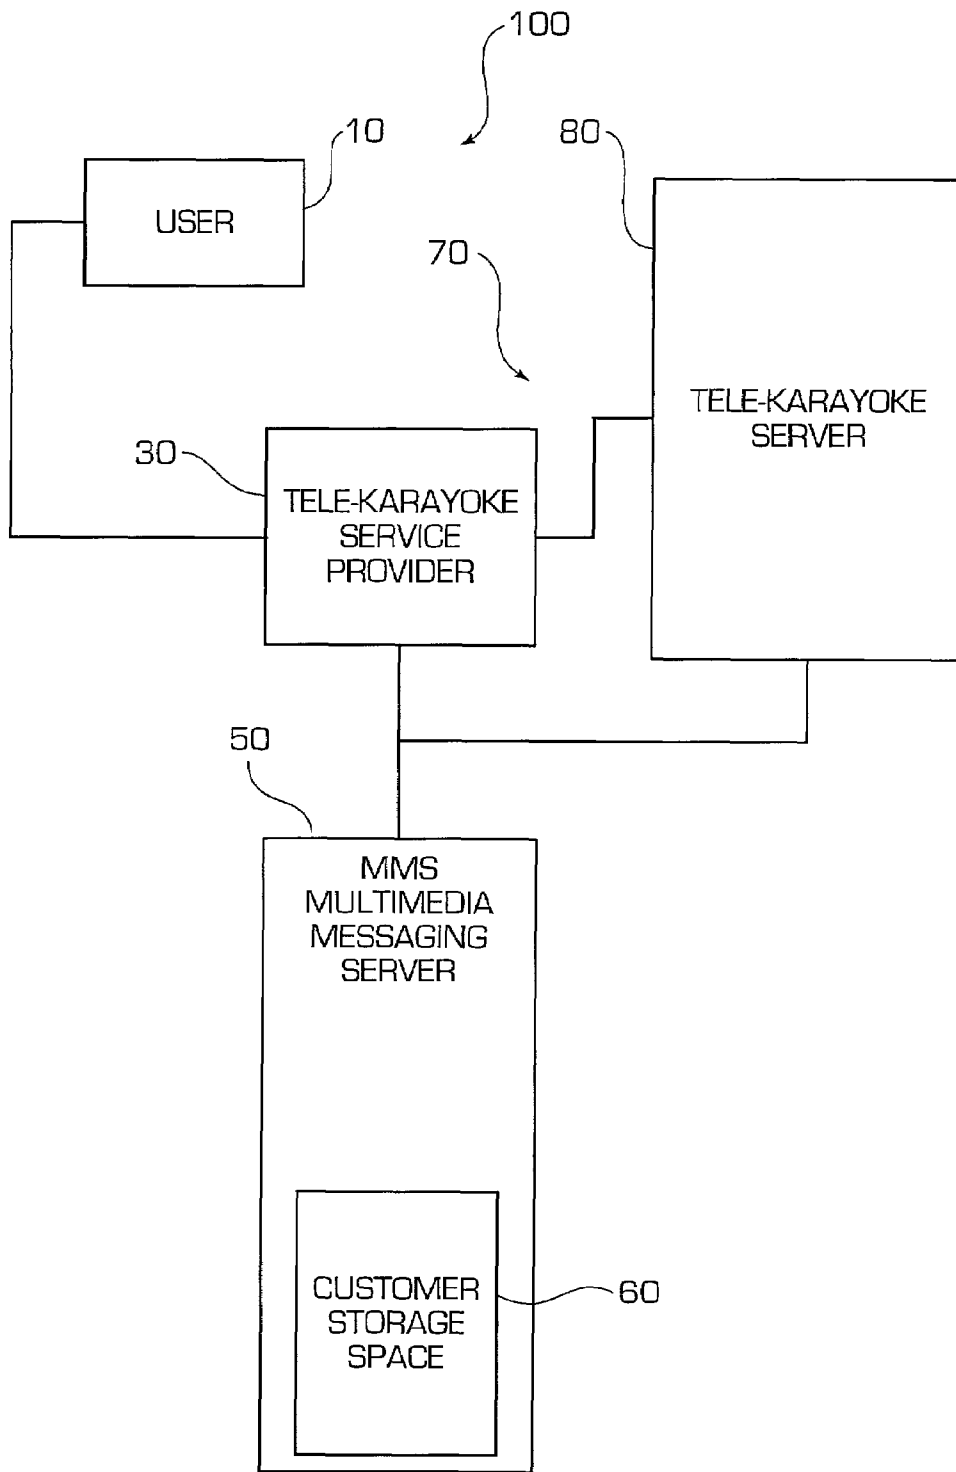 100
10
80
USER
70
TELE-KARAYOKE
SERVER
30
TELE-KARAYOKE
SERVICE
PROVIDER
50
MMS
MULTIMEDIA
MESSAGING
SERVER
CUSTOMER
STORAGE
SPACE
60